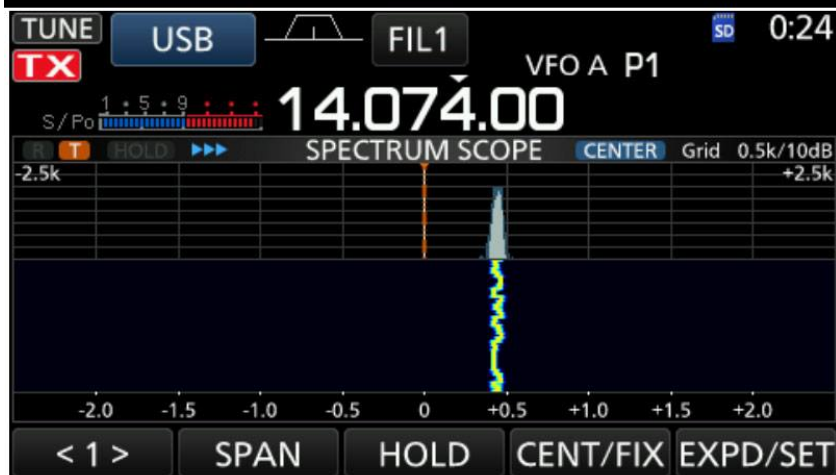 TUNE USB FIL1 SD 0:24
TX VFO A P1
S/Po 1 5 9 14.074.00
R T HOLD SPECTRUM SCOPE CENTER Grid 0.5k/10dB
-2.5k +2.5k
-2.0 -1.5 -1.0 -0.5 0 +0.5 +1.0 +1.5 +2.0
< 1 > SPAN HOLD CENT/FIX EXPD/SET